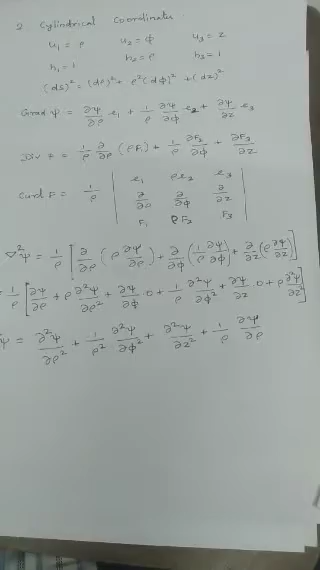 2. Cylindrical Coordinates
u₁ = ρ u₂ = ϕ u₃ = z
h₁ = 1 h₂ = ρ h₃ = 1
(ds)² = (dρ)² + ρ²(dϕ)² + (dz)²
Grad ψ = ∂ψ/∂ρ e₁ + 1/ρ ∂ψ/∂ϕ e₂ + ∂ψ/∂z e₃
Div F = 1/ρ ∂/∂ρ (ρF₁) + 1/ρ ∂F₂/∂ϕ + ∂F₃/∂z
Curl F = 1/ρ | e₁ ρe₂ e₃
∂/∂ρ ∂/∂ϕ ∂/∂z
F₁ ρF₂ F₃ |
∇²ψ = 1/ρ [ ∂/∂ρ (ρ ∂ψ/∂ρ) + ∂/∂ϕ (1/ρ ∂ψ/∂ϕ) + ∂/∂z (ρ ∂ψ/∂z) ]
1/ρ [ ∂ψ/∂ρ + ρ ∂²ψ/∂ρ² + ∂ψ/∂ϕ · 0 + 1/ρ ∂²ψ/∂ϕ² + ∂ψ/∂z · 0 + ρ ∂²ψ/∂z² ]
ψ = ∂²ψ/∂ρ² + 1/ρ² ∂²ψ/∂ϕ² + ∂²ψ/∂z² + 1/ρ ∂ψ/∂ρ